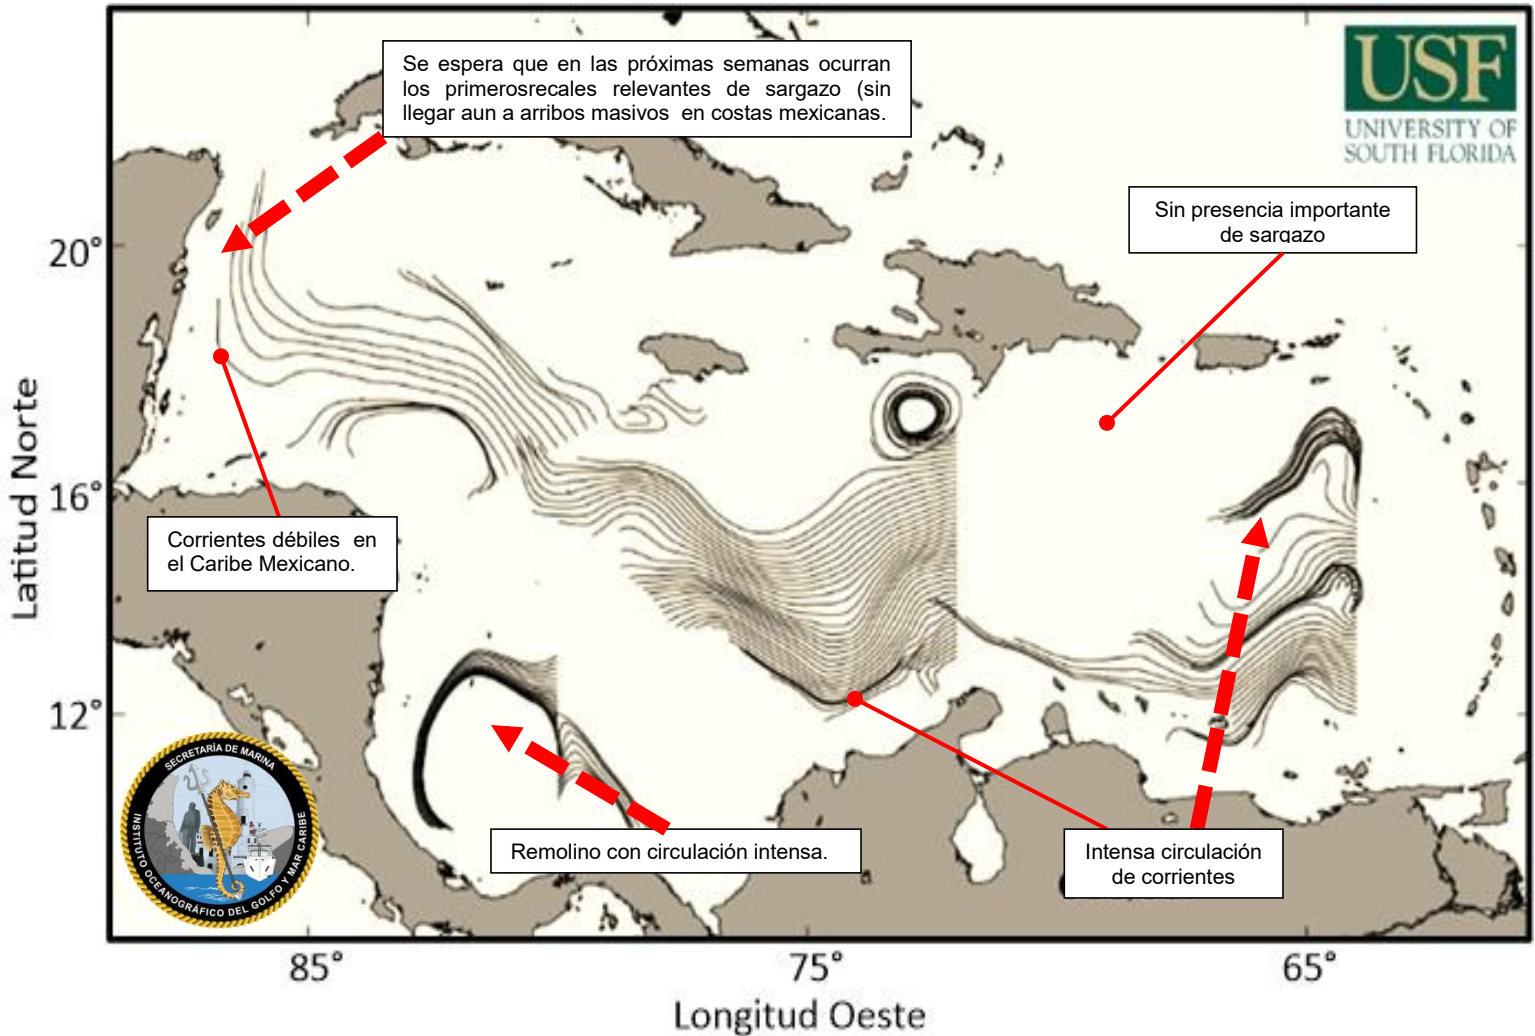 Se espera que en las próximas semanas ocurran
los primerosrecales relevantes de sargazo (sin
llegar aun a arribos masivos en costas mexicanas.
USF
UNIVERSITY OF
SOUTH FLORIDA
Sin presencia importante
de sargazo
20°
16°
12°
Latitud Norte
Corrientes débiles en
el Caribe Mexicano.
SECRETARÍA DE MARINA
INSTITUTO OCEANOGRÁFICO DEL GOLFO Y MAR CARIBE
Remolino con circulación intensa.
Intensa circulación
de corrientes
85°
75°
65°
Longitud Oeste